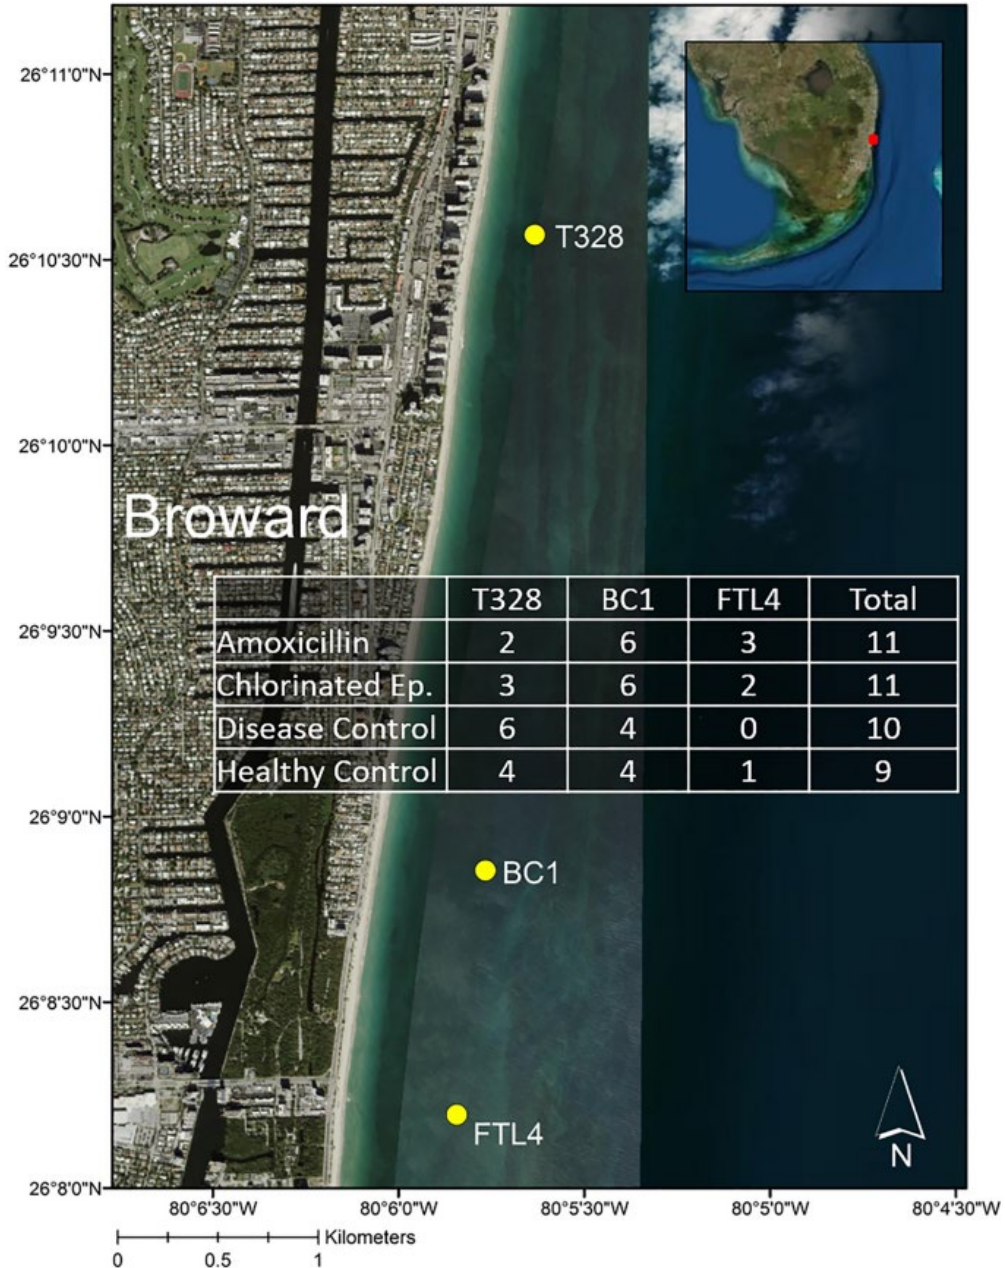 26°11'0"N
26°10'30"N
T328
26°10'0"N
Broward
T328 BC1 FTL4 Total
26°9'30"N
Amoxicillin 2 6 3 11
Chlorinated Ep. 3 6 2 11
Disease Control 6 4 0 10
Healthy Control 4 4 1 9
26°9'0"N
BC1
26°8'30"N
FTL4
N
26°8'0"N
80°6'30"W 80°6'0"W 80°5'30"W 80°5'0"W 80°4'30"W
Kilometers
0 0.5 1